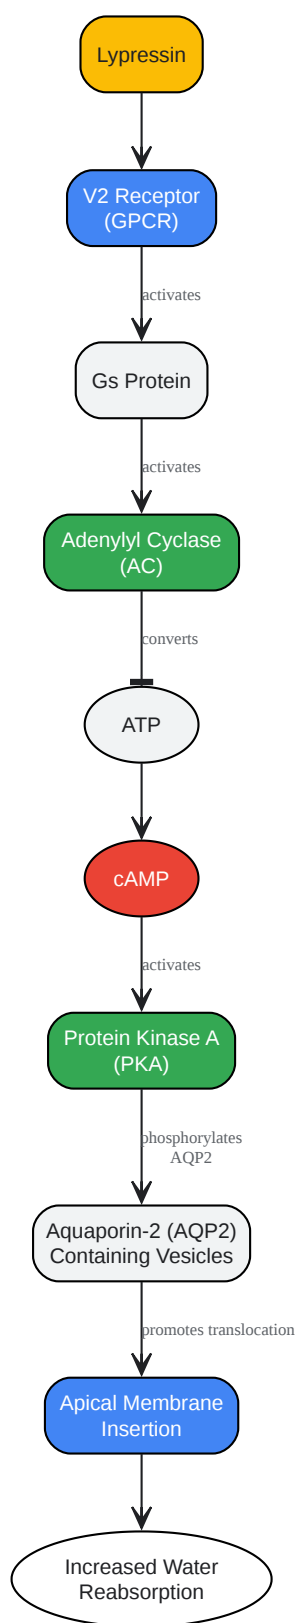 Lypressin
V2 Receptor
(GPCR)
activates
Gs Protein
activates
Adenylyl Cyclase
(AC)
converts
ATP
cAMP
activates
Protein Kinase A
(PKA)
phosphorylates
AQP2
Aquaporin-2 (AQP2)
Containing Vesicles
promotes translocation
Apical Membrane
Insertion
Increased Water
Reabsorption